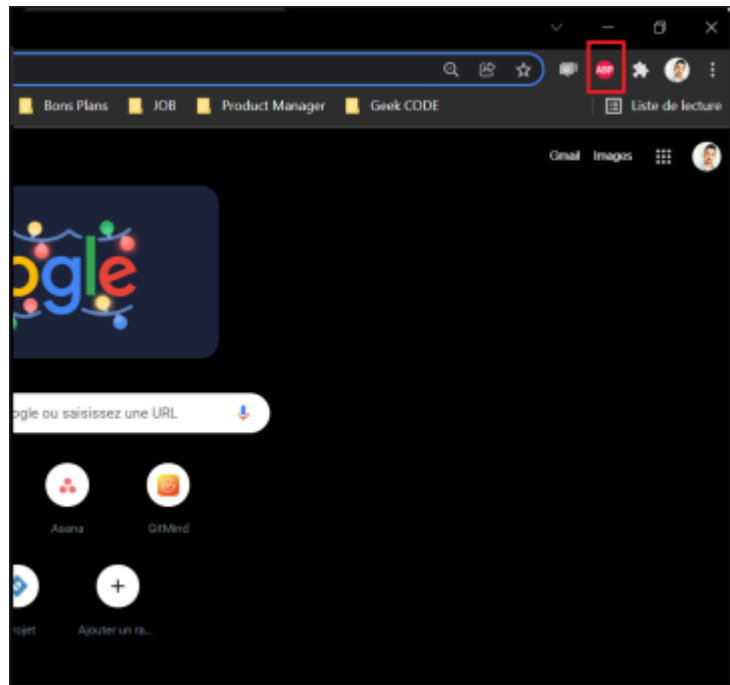 ABP
Bons Plans JOB Product Manager Geek CODE Liste de lecture
Gmail Images
ogle
ogle ou saisissez une URL
Asana GitMind
rojet Ajouter un ra...